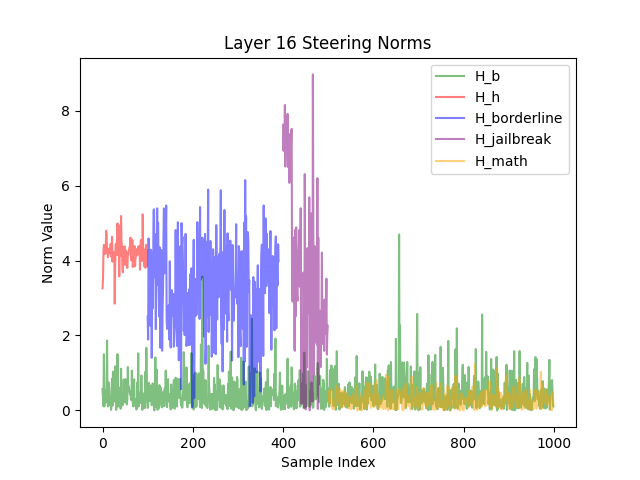 Layer 16 Steering Norms
H_b
H_h
H_borderline
H_jailbreak
H_math
Norm Value
8
6
4
2
0
0 200 400 600 800 1000
Sample Index